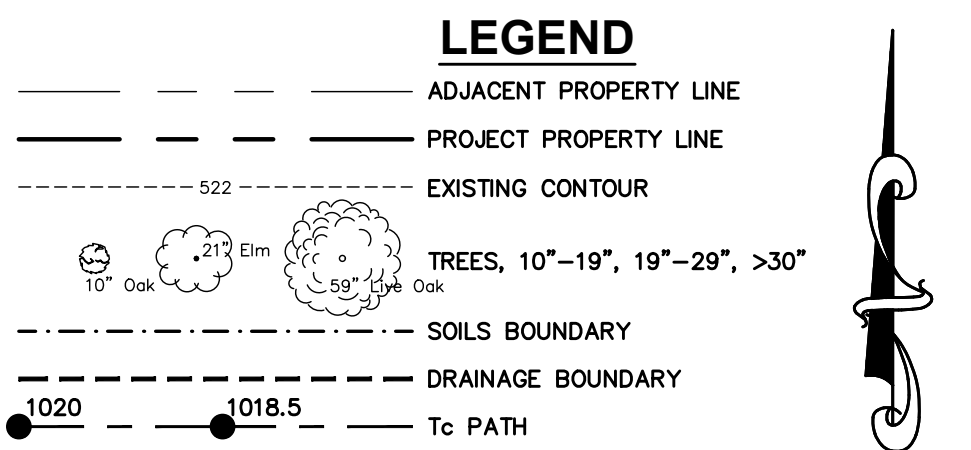 LEGEND
ADJACENT PROPERTY LINE
PROJECT PROPERTY LINE
522 EXISTING CONTOUR
21” Elm
TREES, 10”–19”, 19”–29”, >30”
10” Oak 59” Live Oak
SOILS BOUNDARY
DRAINAGE BOUNDARY
1020 1018.5
Tc PATH